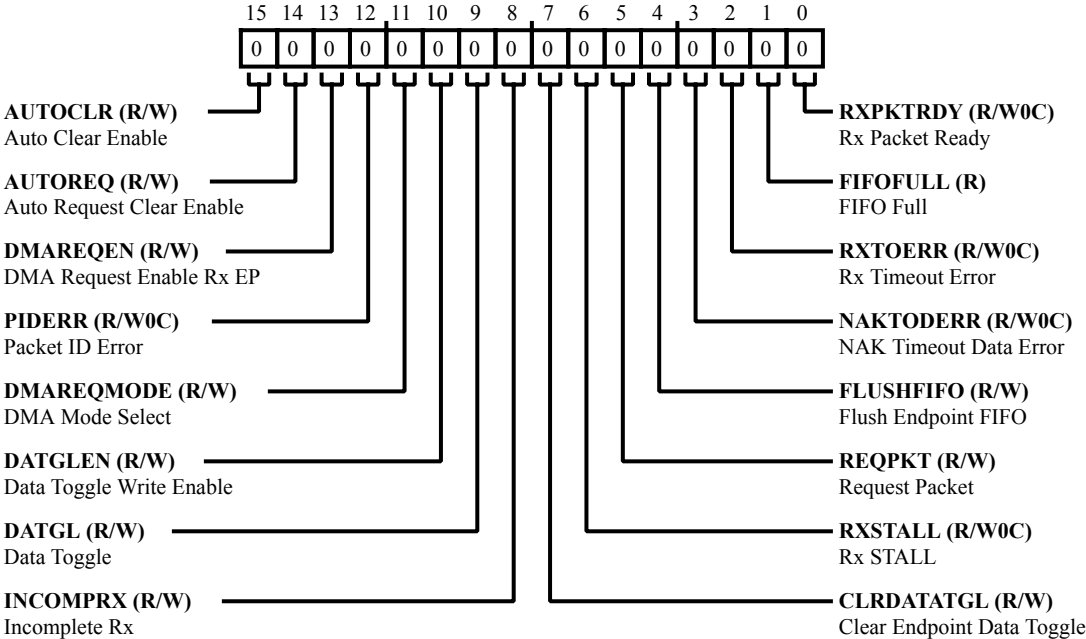 15 14 13 12 11 10 9 8 7 6 5 4 3 2 1 0
0 0 0 0 0 0 0 0 0 0 0 0 0 0 0 0
AUTOCLR (R/W)
Auto Clear Enable
AUTOREQ (R/W)
Auto Request Clear Enable
DMAREQEN (R/W)
DMA Request Enable Rx EP
PIDERR (R/W0C)
Packet ID Error
DMAREQMODE (R/W)
DMA Mode Select
DATGLEN (R/W)
Data Toggle Write Enable
DATGL (R/W)
Data Toggle
INCOMPRX (R/W)
Incomplete Rx
RXPKTRDY (R/W0C)
Rx Packet Ready
FIFOFULL (R)
FIFO Full
RXTOERR (R/W0C)
Rx Timeout Error
NAKTODERR (R/W0C)
NAK Timeout Data Error
FLUSHFIFO (R/W)
Flush Endpoint FIFO
REQPKT (R/W)
Request Packet
RXSTALL (R/W0C)
Rx STALL
CLRDATATGL (R/W)
Clear Endpoint Data Toggle